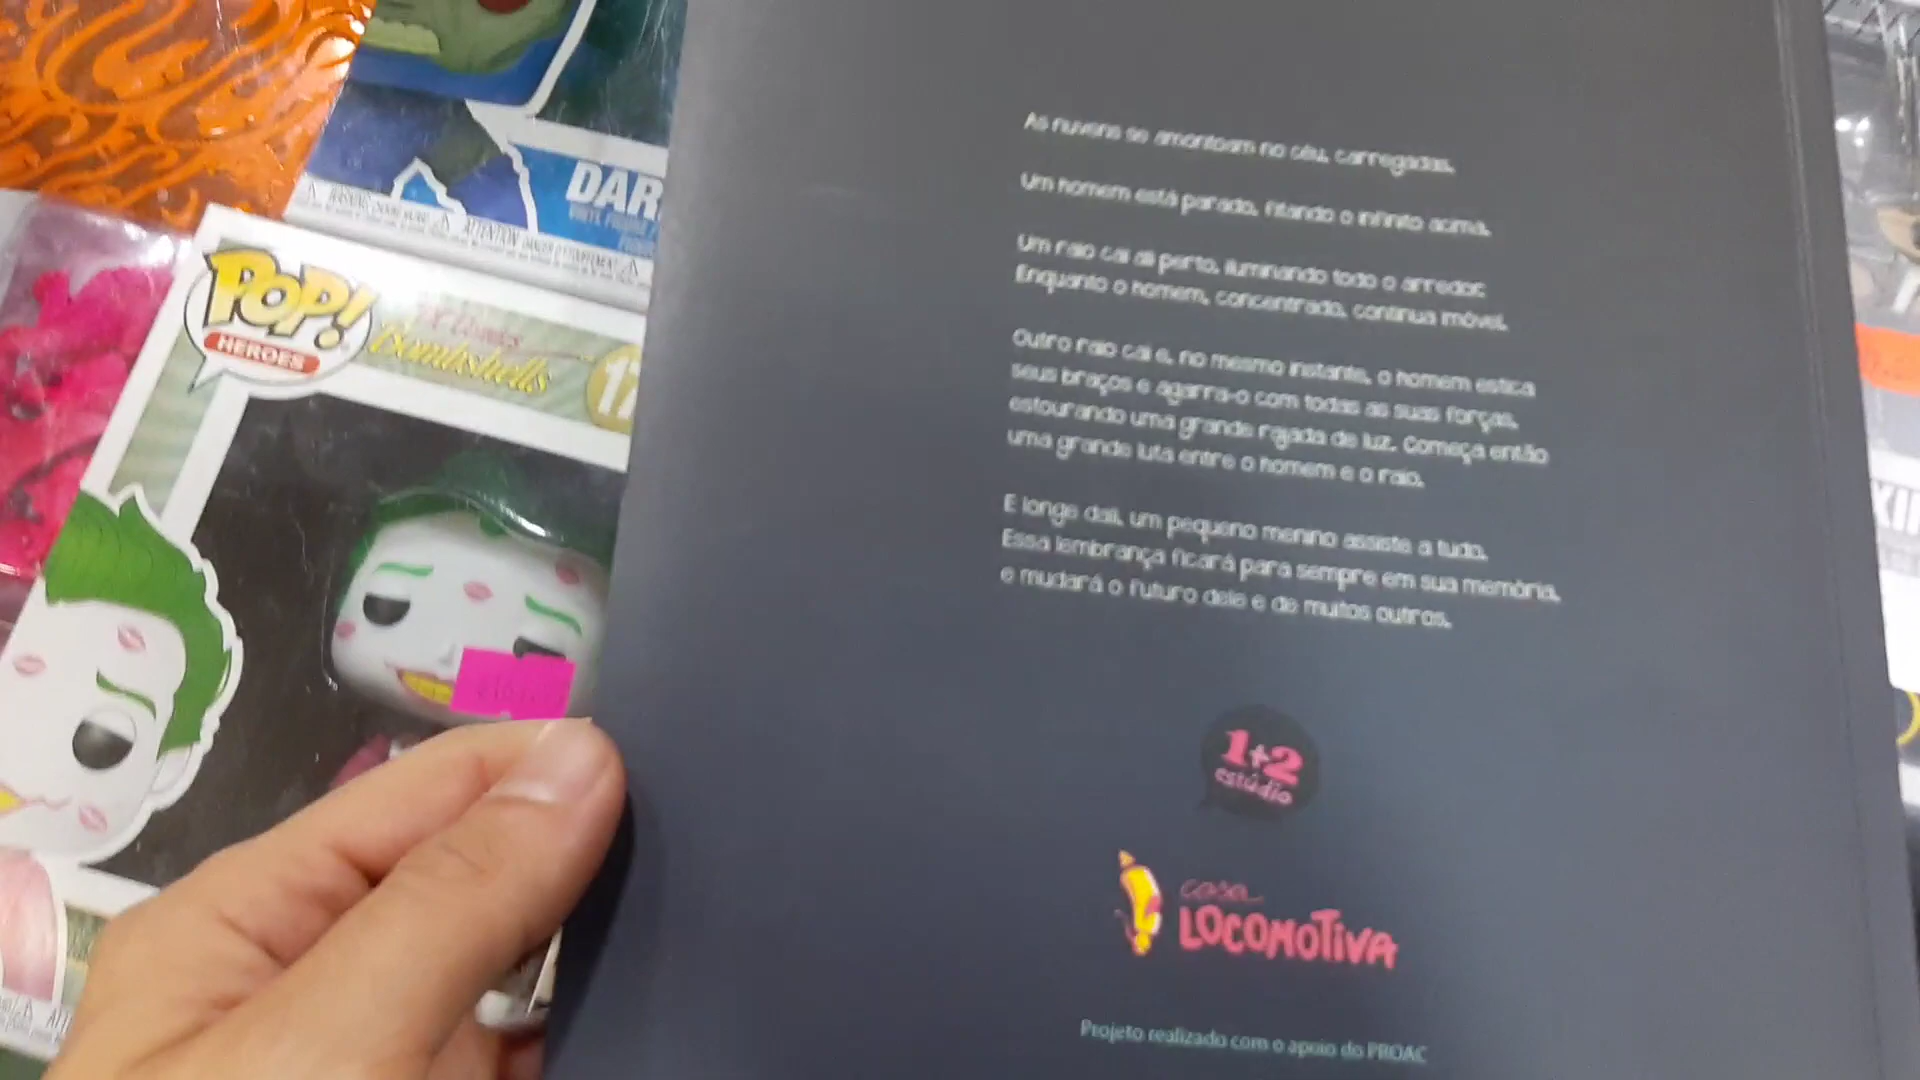 DAR
POP!
HEROES
Bombshells
17
As nuvens se amontoam no céu, carregadas.
Um homem está parado, fitando o infinito acima.
Um raio cai ali perto, iluminando todo o arredor.
Enquanto o homem, concentrado, continua imóvel.
Outro raio cai e, no mesmo instante, o homem estica
seus braços e agarra-o com todas as suas forças,
estourando uma grande rajada de luz. Começa então
uma grande luta entre o homem e o raio.
E longe dali, um pequeno menino assiste a tudo.
Essa lembrança ficará para sempre em sua memória,
e mudará o futuro dele e de muitos outros.
1+2
estúdio
casa
LOCOMOTIVA
Projeto realizado com o apoio do PROAC